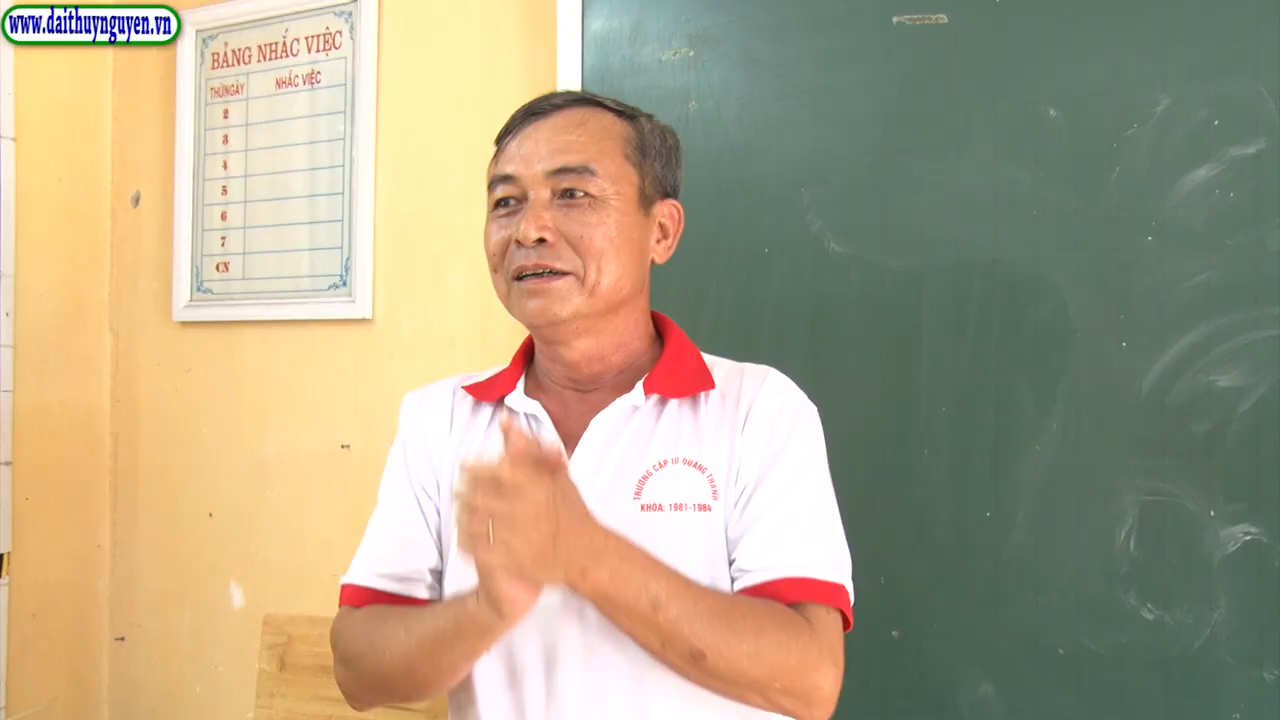 www.daithuynguyen.vn
BẢNG NHẮC VIỆC
THỨ/NGÀY NHẮC VIỆC
2
3
4
5
6
7
CN
TRƯỜNG CẤP III QUẢNG THANH
KHÓA: 1981-1984